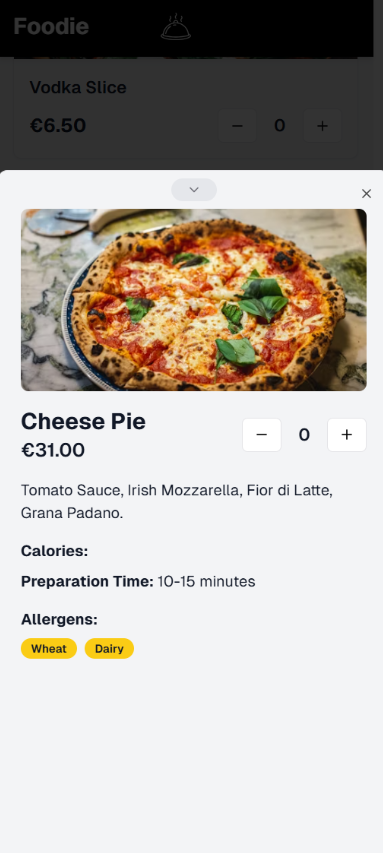 Foodie
Vodka Slice
€6.50
− 0 +
Cheese Pie
€31.00
− 0 +
Tomato Sauce, Irish Mozzarella, Fior di Latte,
Grana Padano.
Calories:
Preparation Time: 10-15 minutes
Allergens:
Wheat Dairy